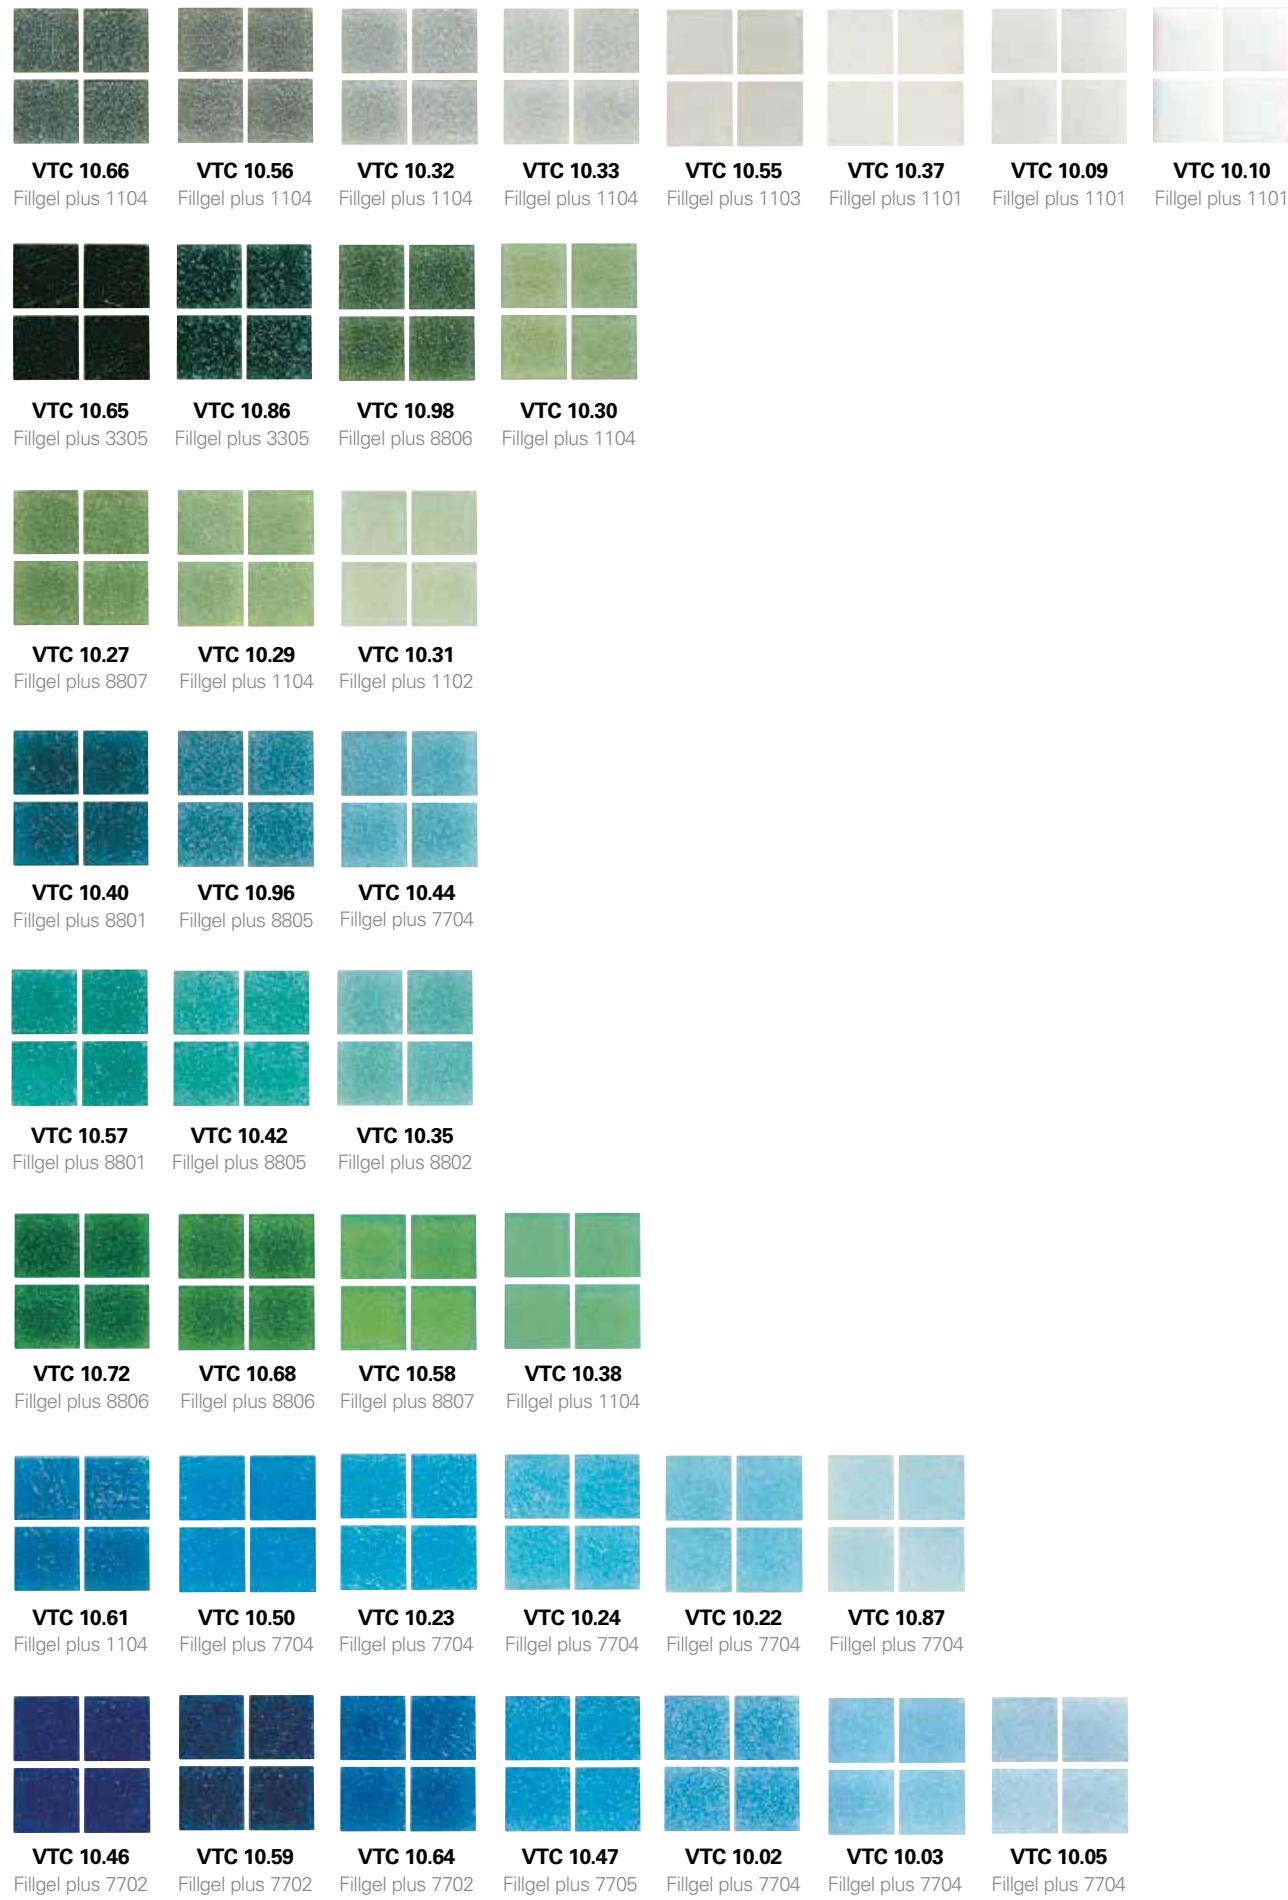 VTC 10.66 VTC 10.56 VTC 10.32 VTC 10.33 VTC 10.55 VTC 10.37 VTC 10.09 VTC 10.10
Fillgel plus 1104 Fillgel plus 1104 Fillgel plus 1104 Fillgel plus 1104 Fillgel plus 1103 Fillgel plus 1101 Fillgel plus 1101 Fillgel plus 1101
VTC 10.65 VTC 10.86 VTC 10.98 VTC 10.30
Fillgel plus 3305 Fillgel plus 3305 Fillgel plus 8806 Fillgel plus 1104
VTC 10.27 VTC 10.29 VTC 10.31
Fillgel plus 8807 Fillgel plus 1104 Fillgel plus 1102
VTC 10.40 VTC 10.96 VTC 10.44
Fillgel plus 8801 Fillgel plus 8805 Fillgel plus 7704
VTC 10.57 VTC 10.42 VTC 10.35
Fillgel plus 8801 Fillgel plus 8805 Fillgel plus 8802
VTC 10.72 VTC 10.68 VTC 10.58 VTC 10.38
Fillgel plus 8806 Fillgel plus 8806 Fillgel plus 8807 Fillgel plus 1104
VTC 10.61 VTC 10.50 VTC 10.23 VTC 10.24 VTC 10.22 VTC 10.87
Fillgel plus 1104 Fillgel plus 7704 Fillgel plus 7704 Fillgel plus 7704 Fillgel plus 7704 Fillgel plus 7704
VTC 10.46 VTC 10.59 VTC 10.64 VTC 10.47 VTC 10.02 VTC 10.03 VTC 10.05
Fillgel plus 7702 Fillgel plus 7702 Fillgel plus 7702 Fillgel plus 7705 Fillgel plus 7704 Fillgel plus 7704 Fillgel plus 7704